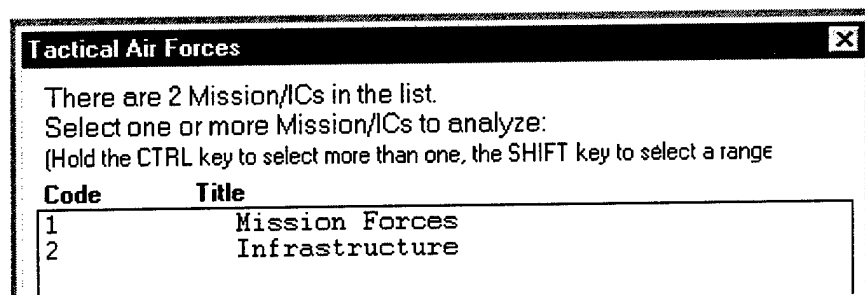 Tactical Air Forces
There are 2 Mission/ICs in the list.
Select one or more Mission/ICs to analyze:
(Hold the CTRL key to select more than one, the SHIFT key to select a range
Code Title
1 Mission Forces
2 Infrastructure